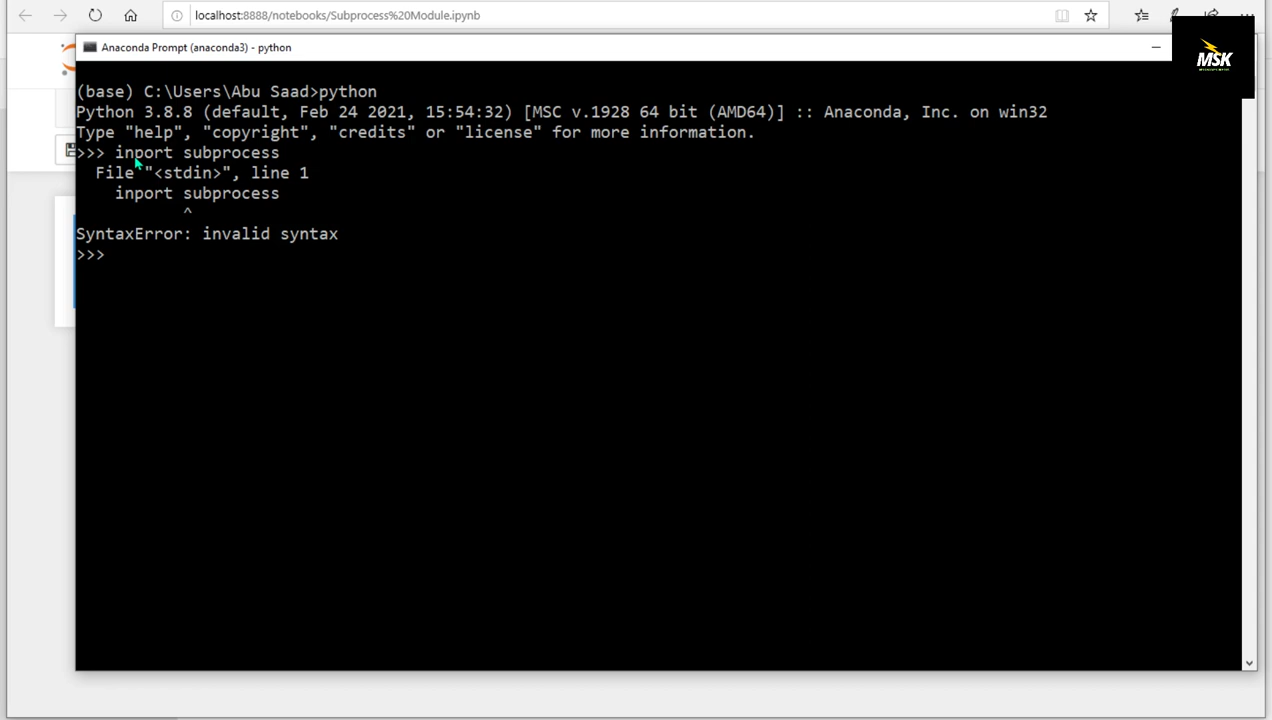 localhost:8888/notebooks/Subprocess%20Module.ipynb
Anaconda Prompt (anaconda3) - python
MSK
(base) C:\Users\Abu Saad>python
Python 3.8.8 (default, Feb 24 2021, 15:54:32) [MSC v.1928 64 bit (AMD64)] :: Anaconda, Inc. on win32
Type "help", "copyright", "credits" or "license" for more information.
>>> inport subprocess
File "<stdin>", line 1
inport subprocess
^
SyntaxError: invalid syntax
>>>